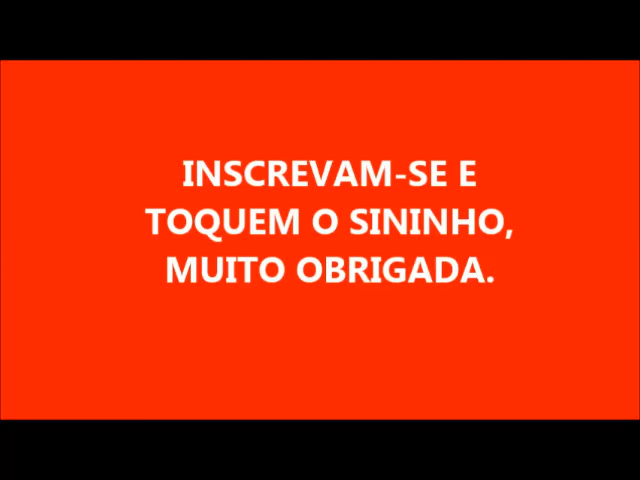 INSCREVAM-SE E
TOQUEM O SININHO,
MUITO OBRIGADA.